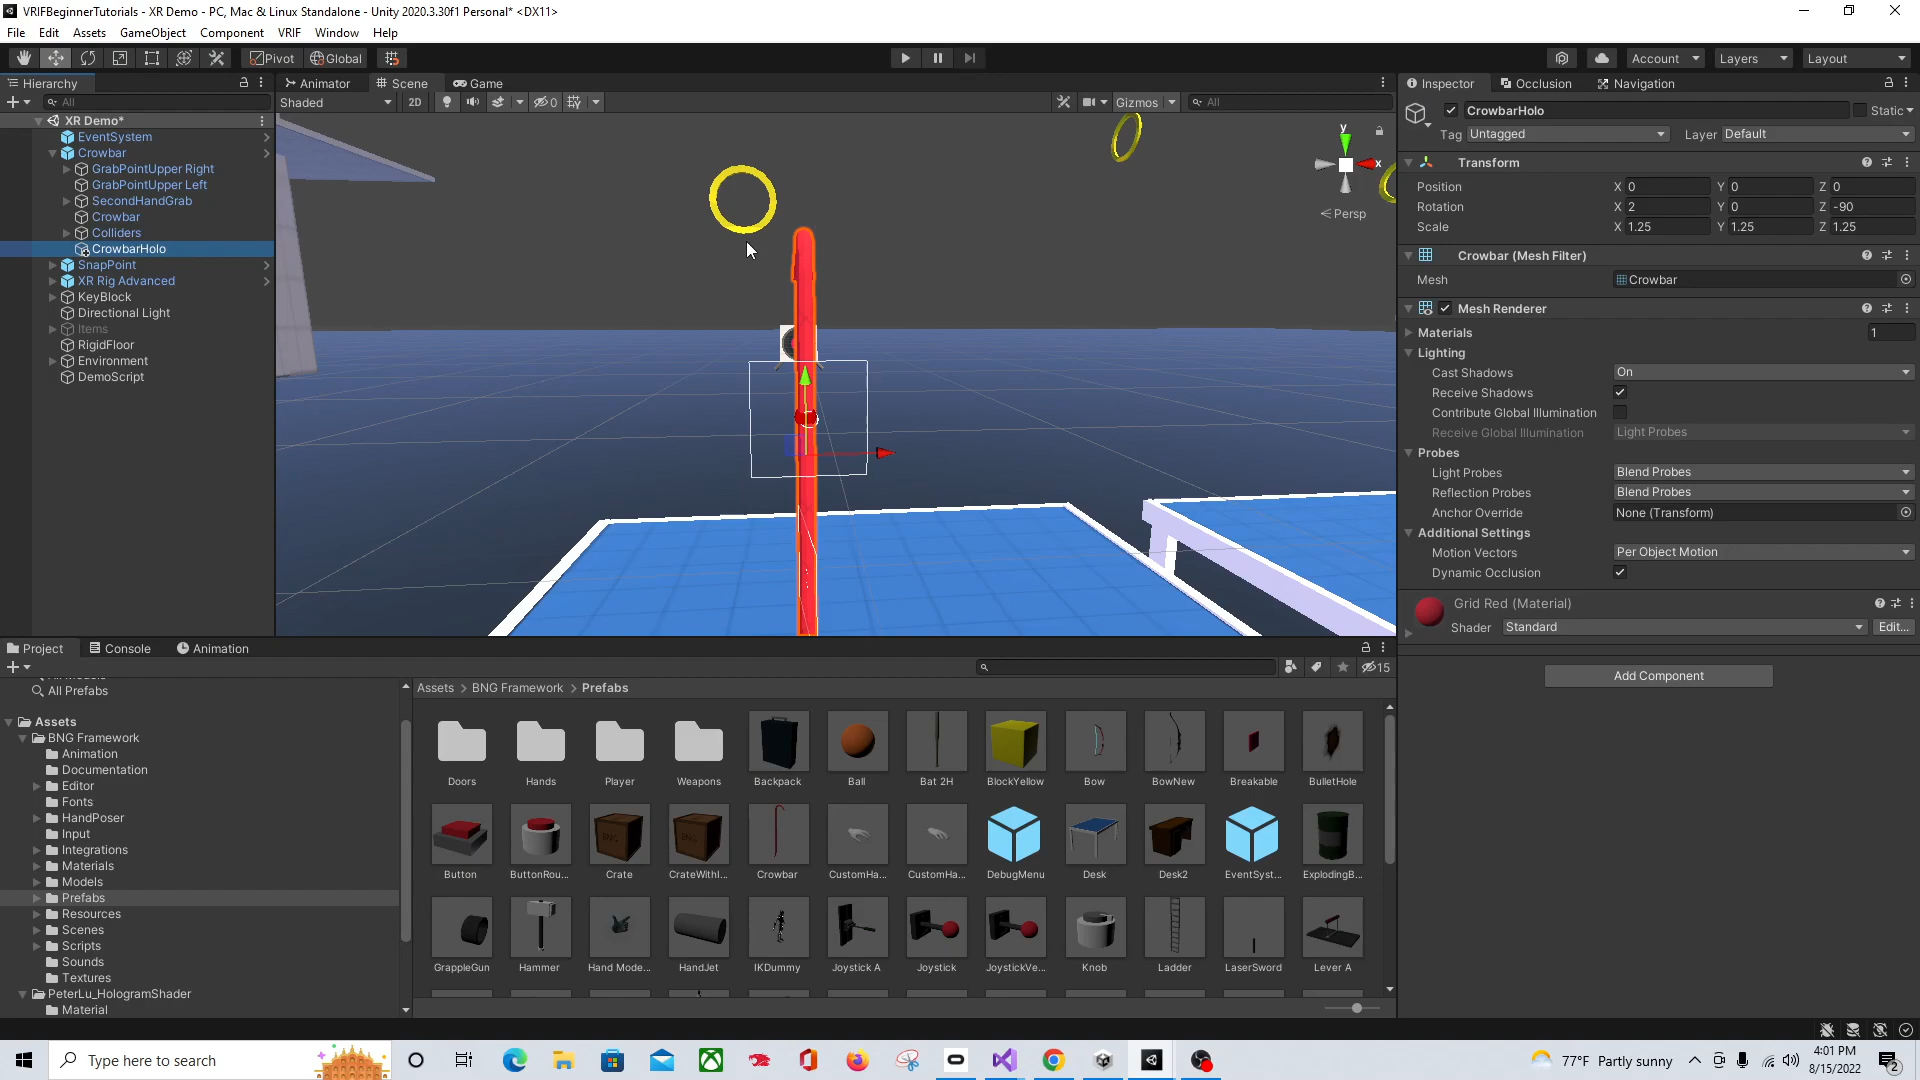 VRIFBeginnerTutorials - XR Demo - PC, Mac & Linux Standalone - Unity 2020.3.30f1 Personal* <DX11>
File Edit Assets GameObject Component VRIF Window Help
Pivot Global Account Layers Layout
Hierarchy Animator Scene Game Inspector Occlusion Navigation
All Shaded 2D 0 Gizmos All CrowbarHolo Static
Tag Untagged Layer Default
XR Demo*
EventSystem
Crowbar
GrabPointUpper Right
GrabPointUpper Left
SecondHandGrab
Crowbar
Colliders
CrowbarHolo
SnapPoint
XR Rig Advanced
KeyBlock
Directional Light
Items
RigidFloor
Environment
DemoScript
y
x
Persp
Transform
Position X 0 Y 0 Z 0
Rotation X 2 Y 0 Z -90
Scale X 1.25 Y 1.25 Z 1.25
Crowbar (Mesh Filter)
Mesh Crowbar
Mesh Renderer
Materials 1
Lighting
Cast Shadows On
Receive Shadows
Contribute Global Illumination
Receive Global Illumination Light Probes
Probes
Light Probes Blend Probes
Reflection Probes Blend Probes
Anchor Override None (Transform)
Additional Settings
Motion Vectors Per Object Motion
Dynamic Occlusion
Grid Red (Material)
Shader Standard Edit...
Add Component
Project Console Animation
15
All Prefabs
Assets
BNG Framework
Animation
Documentation
Editor
Fonts
HandPoser
Input
Integrations
Materials
Models
Prefabs
Resources
Scenes
Scripts
Sounds
Textures
PeterLu_HologramShader
Material
Assets > BNG Framework > Prefabs
Doors Hands Player Weapons Backpack Ball Bat 2H BlockYellow Bow BowNew Breakable BulletHole
Button ButtonRou... Crate CrateWithI... Crowbar CustomHa... CustomHa... DebugMenu Desk Desk2 EventSyst... ExplodingB...
GrappleGun Hammer Hand Mode... HandJet IKDummy Joystick A Joystick JoystickVe... Knob Ladder LaserSword Lever A
Type here to search
77°F Partly sunny
4:01 PM
8/15/2022
2